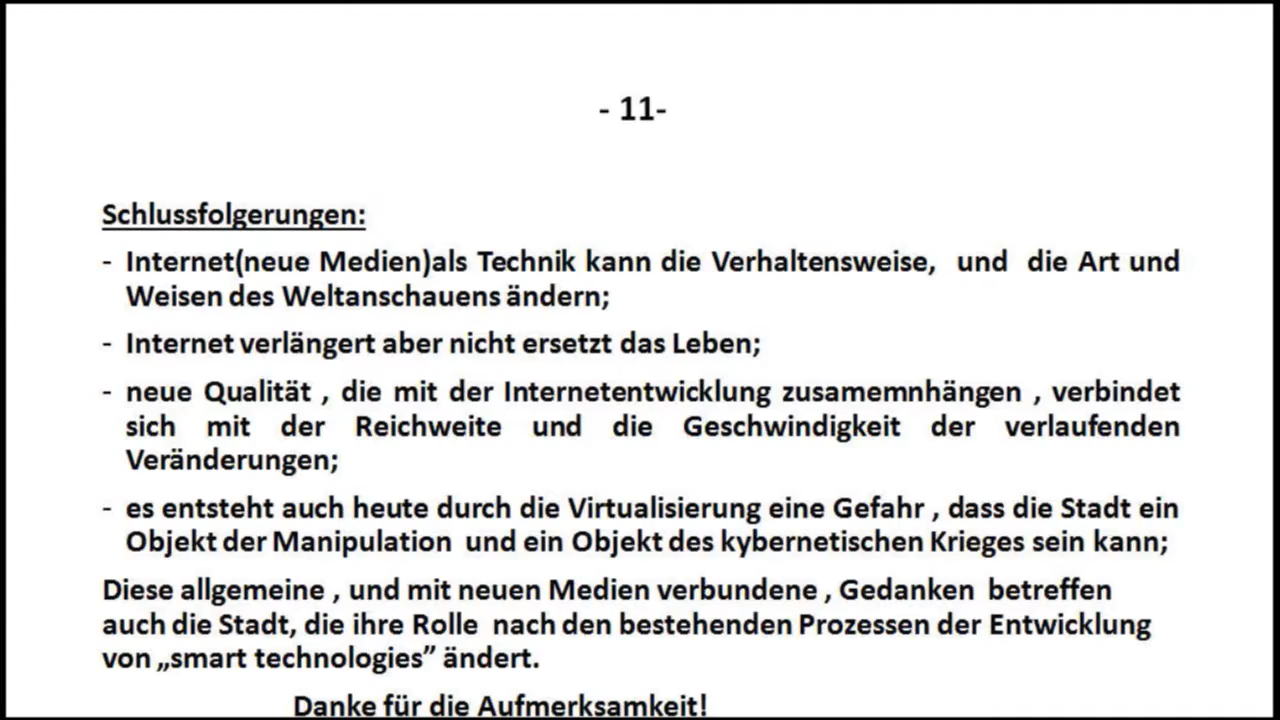 - 11-
Schlussfolgerungen:
- Internet(neue Medien)als Technik kann die Verhaltensweise, und die Art und
Weisen des Weltanschauens ändern;
- Internet verlängert aber nicht ersetzt das Leben;
- neue Qualität , die mit der Internetentwicklung zusamemnhängen , verbindet
sich mit der Reichweite und die Geschwindigkeit der verlaufenden
Veränderungen;
- es entsteht auch heute durch die Virtualisierung eine Gefahr , dass die Stadt ein
Objekt der Manipulation und ein Objekt des kybernetischen Krieges sein kann;
Diese allgemeine , und mit neuen Medien verbundene , Gedanken betreffen
auch die Stadt, die ihre Rolle nach den bestehenden Prozessen der Entwicklung
von „smart technologies” ändert.
Danke für die Aufmerksamkeit!